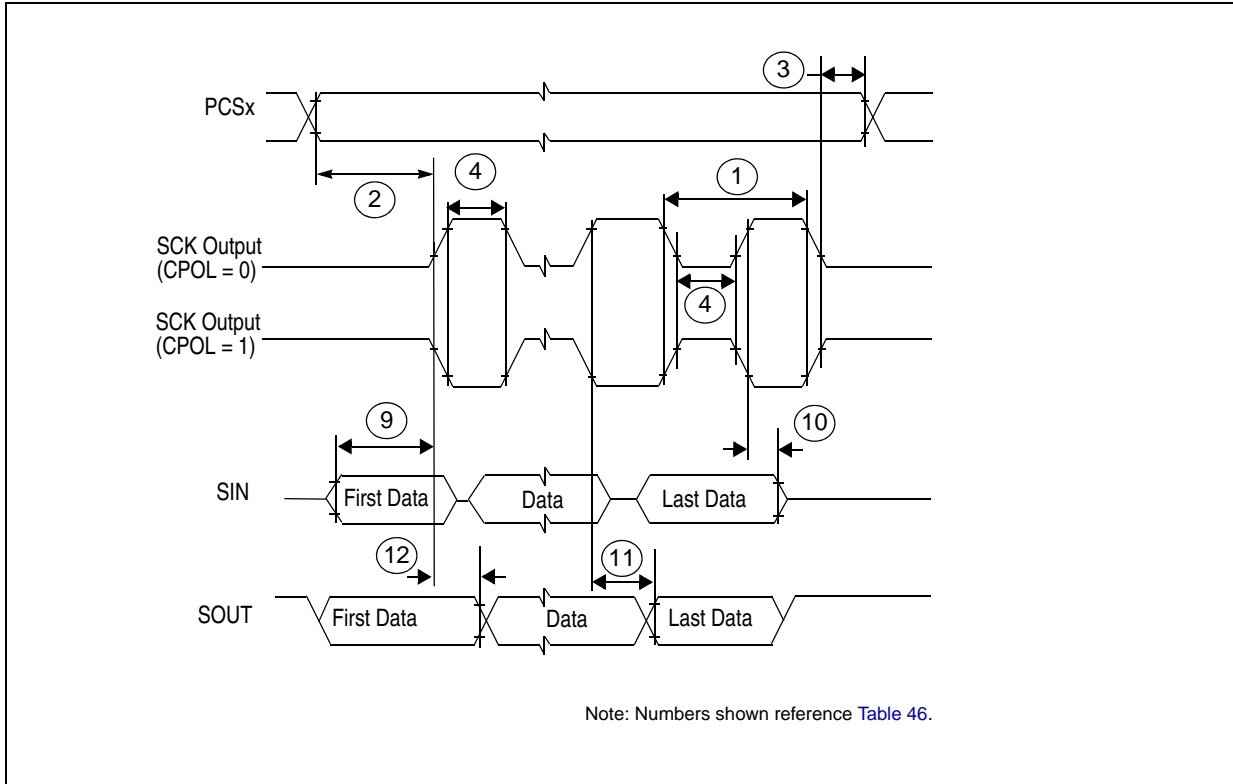 3
PCSx
2
4
1
SCK Output
(CPOL = 0)
4
SCK Output
(CPOL = 1)
9
10
SIN
First Data
Data
Last Data
12
11
SOUT
First Data
Data
Last Data
Note: Numbers shown reference Table 46.